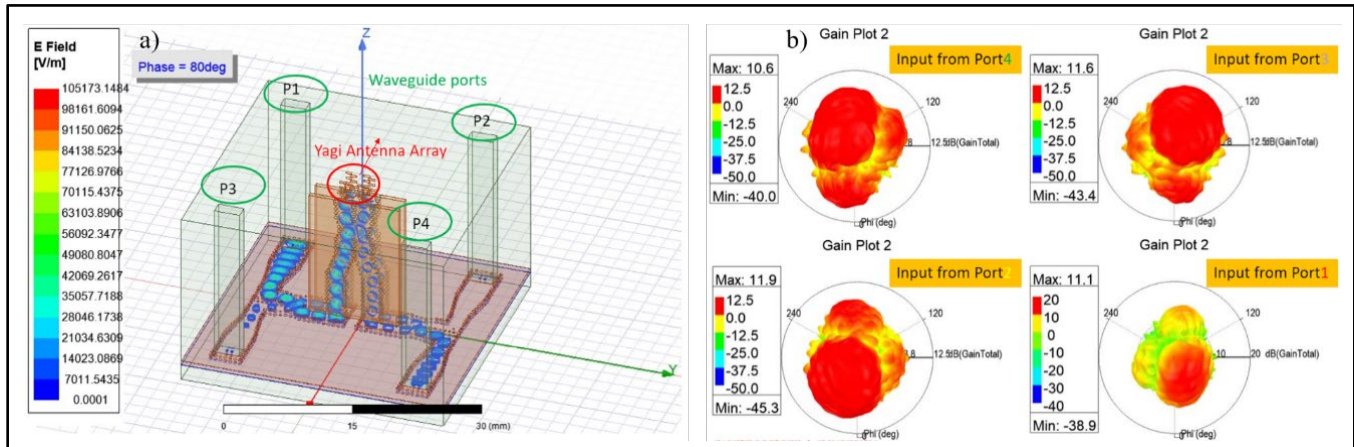 a)
E Field
[V/m]
105173.1484
98161.6094
91150.0625
84138.5234
77126.9766
70115.4375
63103.8906
56092.3477
49080.8047
42069.2617
35057.7188
28046.1738
21034.6309
14023.0869
7011.5435
0.0001
Phase = 80deg
Z
Waveguide ports
P1
P2
Yagi Antenna Array
P3
P4
Y
0
15
30 (mm)
b)
Gain Plot 2
Input from Port4
Max: 10.6
12.5
0.0
-12.5
-25.0
-37.5
-50.0
Min: -40.0
240
120
12.5dB(GainTotal)
Phi (deg)
Gain Plot 2
Input from Port3
Max: 11.6
12.5
0.0
-12.5
-25.0
-37.5
-50.0
Min: -43.4
240
120
12.5dB(GainTotal)
Phi (deg)
Gain Plot 2
Input from Port2
Max: 11.9
12.5
0.0
-12.5
-25.0
-37.5
-50.0
Min: -45.3
240
120
12.5dB(GainTotal)
Phi (deg)
Gain Plot 2
Input from Port1
Max: 11.1
20
10
0
-10
-20
-30
-40
Min: -38.9
240
120
-10
20
dB(GainTotal)
Phi (deg)